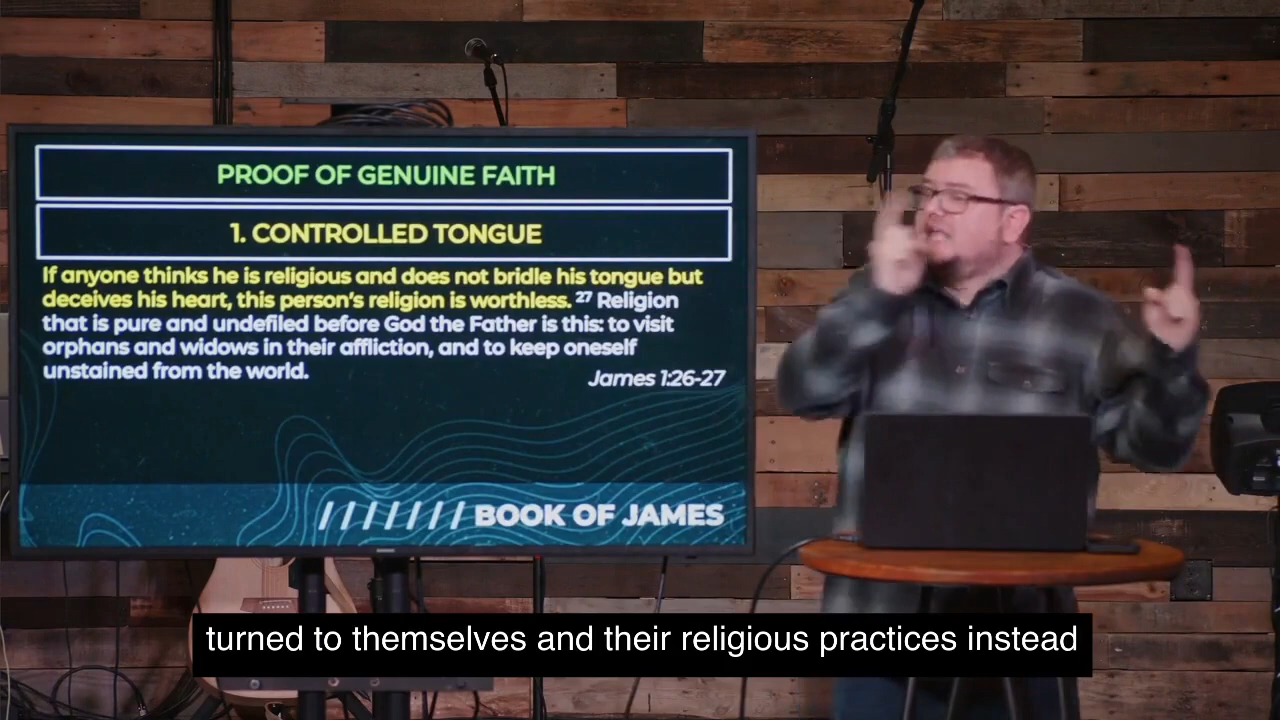 PROOF OF GENUINE FAITH
1. CONTROLLED TONGUE
If anyone thinks he is religious and does not bridle his tongue but
deceives his heart, this person's religion is worthless. ²⁷ Religion
that is pure and undefiled before God the Father is this: to visit
orphans and widows in their affliction, and to keep oneself
unstained from the world.
James 1:26-27
/////// BOOK OF JAMES
turned to themselves and their religious practices instead